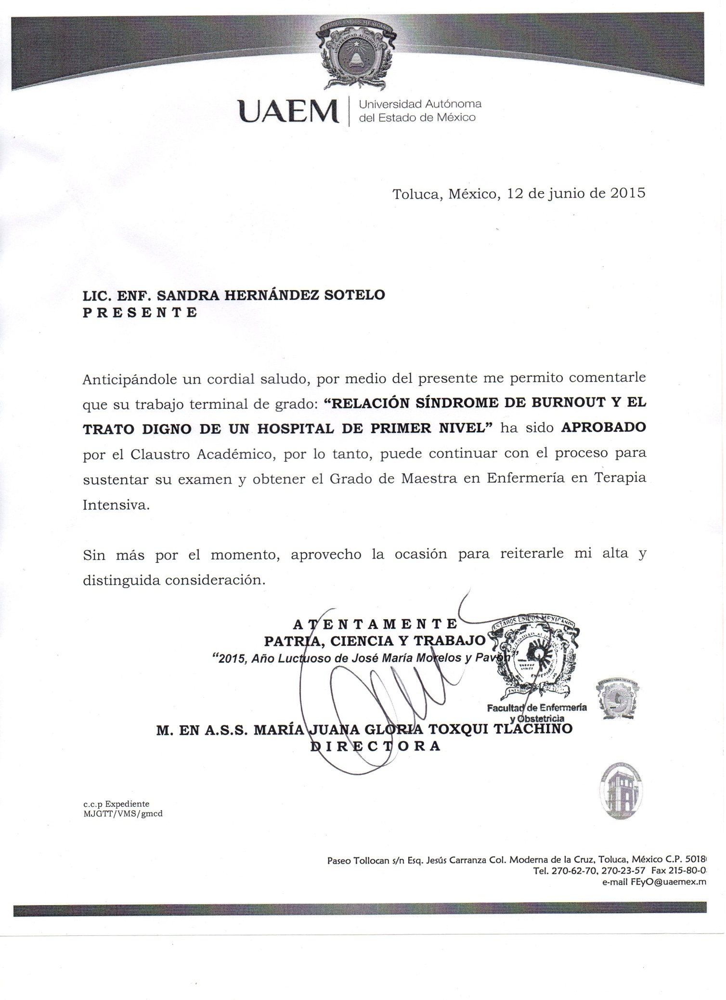 ESTADOS UNIDOS MEXICANOS
UNIVERSIDAD AUTÓNOMA
UAEM
Universidad Autónoma
del Estado de México
Toluca, México, 12 de junio de 2015
LIC. ENF. SANDRA HERNÁNDEZ SOTELO
P R E S E N T E
Anticipándole un cordial saludo, por medio del presente me permito comentarle
que su trabajo terminal de grado: “RELACIÓN SÍNDROME DE BURNOUT Y EL
TRATO DIGNO DE UN HOSPITAL DE PRIMER NIVEL” ha sido APROBADO
por el Claustro Académico, por lo tanto, puede continuar con el proceso para
sustentar su examen y obtener el Grado de Maestra en Enfermería en Terapia
Intensiva.
Sin más por el momento, aprovecho la ocasión para reiterarle mi alta y
distinguida consideración.
A T E N T A M E N T E
PATRIA, CIENCIA Y TRABAJO
“2015, Año Luctuoso de José María Morelos y Pavón”
ESTADOS UNIDOS MEXICANOS
Facultad de Enfermería
y Obstetricia
M. EN A.S.S. MARÍA JUANA GLORIA TOXQUI TLACHINO
D I R E C T O R A
c.c.p Expediente
MJGTT/VMS/gmcd
Paseo Tollocan s/n Esq. Jesús Carranza Col. Moderna de la Cruz, Toluca, México C.P. 5018
Tel. 270-62-70, 270-23-57 Fax 215-80-0
e-mail FEyO@uaemex.m